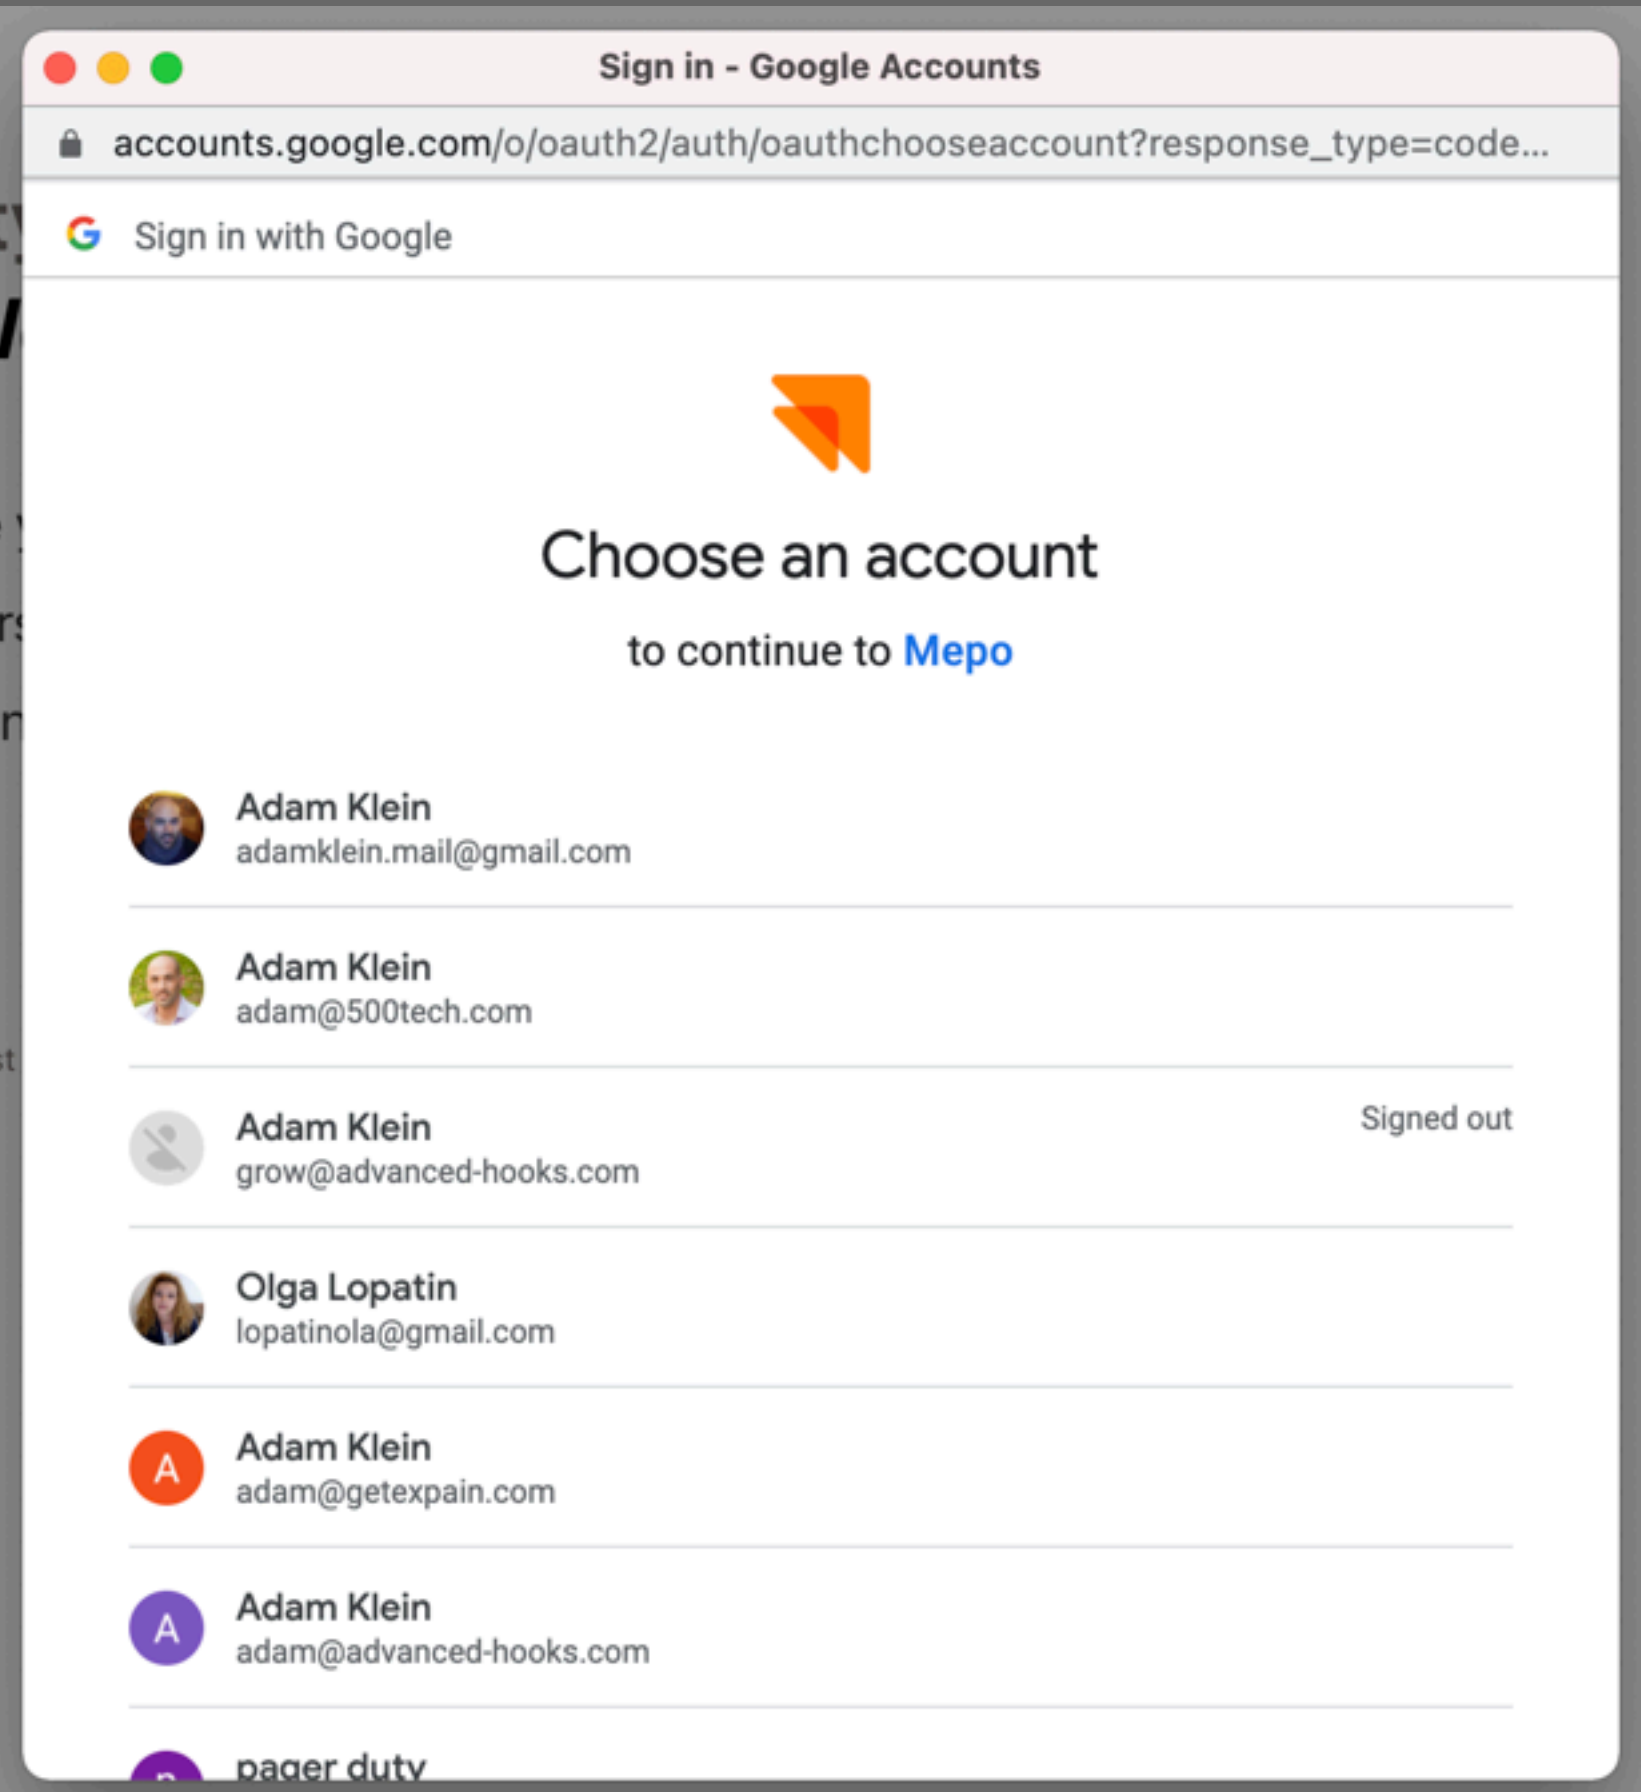 Sign in - Google Accounts
accounts.google.com/o/oauth2/auth/oauthchooseaccount?response_type=code...
Sign in with Google
Choose an account
to continue to Mepo
Adam Klein
adamklein.mail@gmail.com
Adam Klein
adam@500tech.com
Adam Klein
Signed out
grow@advanced-hooks.com
Olga Lopatin
lopatinola@gmail.com
A
Adam Klein
adam@getexpain.com
A
Adam Klein
adam@advanced-hooks.com
pager duty